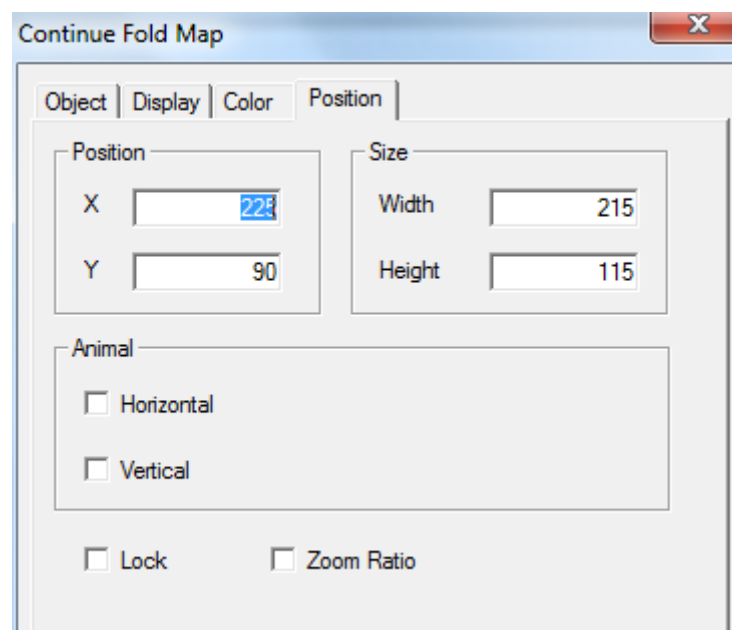 Continue Fold Map
Object Display Color Position
Position
X 225
Y 90
Size
Width 215
Height 115
Animal
Horizontal
Vertical
Lock Zoom Ratio